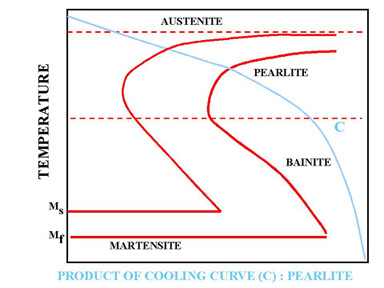 AUSTENITE
PEARLITE
TEMPERATURE
C
BAINITE
Ms
Mf
MARTENSITE
PRODUCT OF COOLING CURVE (C) : PEARLITE